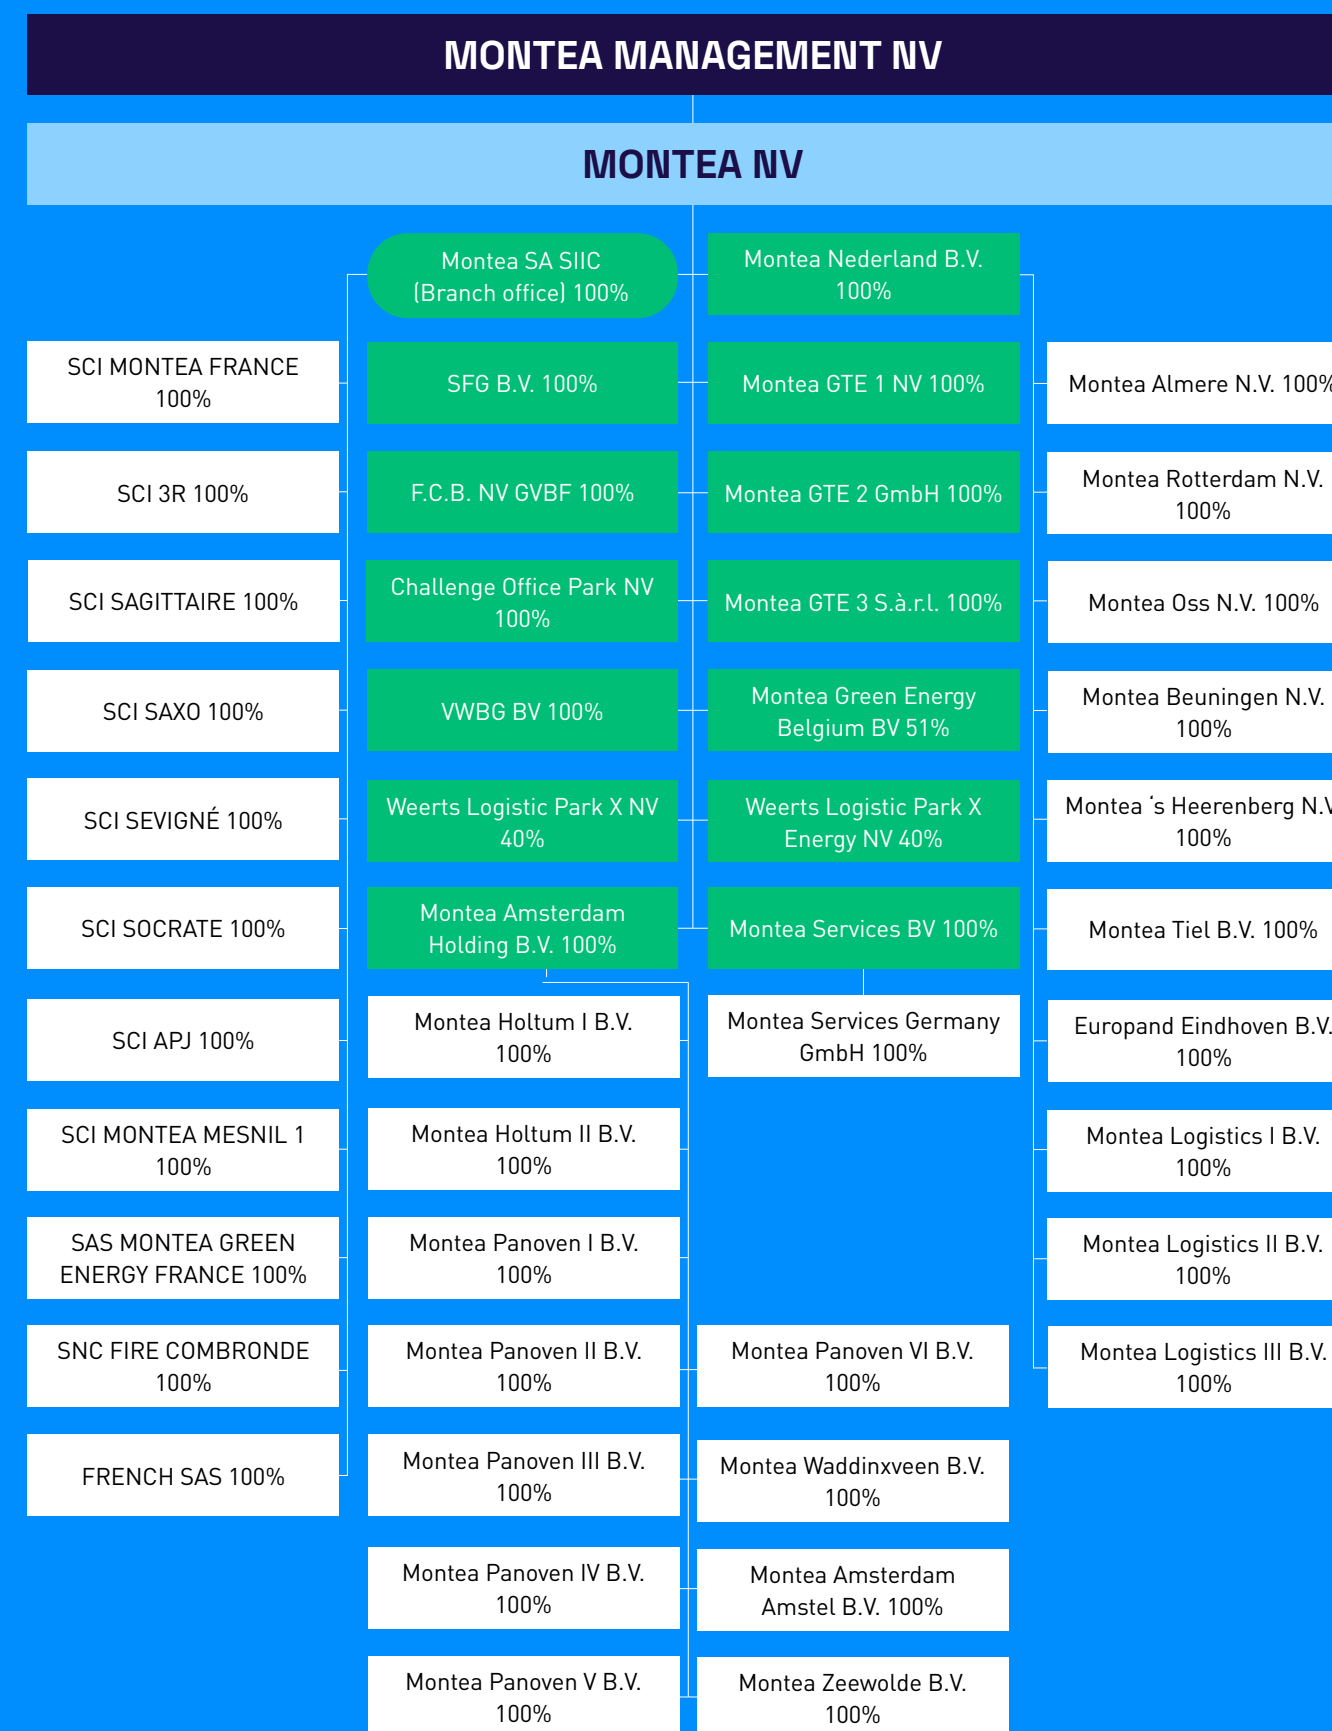 MONTEA MANAGEMENT NV
MONTEA NV
Montea SA SIIC
(Branch office) 100%
Montea Nederland B.V.
100%
SCI MONTEA FRANCE
100%
SFG B.V. 100%
Montea GTE 1 NV 100%
Montea Almere N.V. 100%
SCI 3R 100%
F.C.B. NV GVBF 100%
Montea GTE 2 GmbH 100%
Montea Rotterdam N.V.
100%
SCI SAGITTAIRE 100%
Challenge Office Park NV
100%
Montea GTE 3 S.à.r.l. 100%
Montea Oss N.V. 100%
SCI SAXO 100%
VWBG BV 100%
Montea Green Energy
Belgium BV 51%
Montea Beuningen N.V.
100%
SCI SEVIGNÉ 100%
Weerts Logistic Park X NV
40%
Weerts Logistic Park X
Energy NV 40%
Montea ‘s Heerenberg N.V
100%
SCI SOCRATE 100%
Montea Amsterdam
Holding B.V. 100%
Montea Services BV 100%
Montea Tiel B.V. 100%
SCI APJ 100%
Montea Holtum I B.V.
100%
Montea Services Germany
GmbH 100%
Europand Eindhoven B.V.
100%
SCI MONTEA MESNIL 1
100%
Montea Holtum II B.V.
100%
Montea Logistics I B.V.
100%
SAS MONTEA GREEN
ENERGY FRANCE 100%
Montea Panoven I B.V.
100%
Montea Logistics II B.V.
100%
SNC FIRE COMBRONDE
100%
Montea Panoven II B.V.
100%
Montea Panoven VI B.V.
100%
Montea Logistics III B.V.
100%
FRENCH SAS 100%
Montea Panoven III B.V.
100%
Montea Waddinxveen B.V.
100%
Montea Panoven IV B.V.
100%
Montea Amsterdam
Amstel B.V. 100%
Montea Panoven V B.V.
100%
Montea Zeewolde B.V.
100%